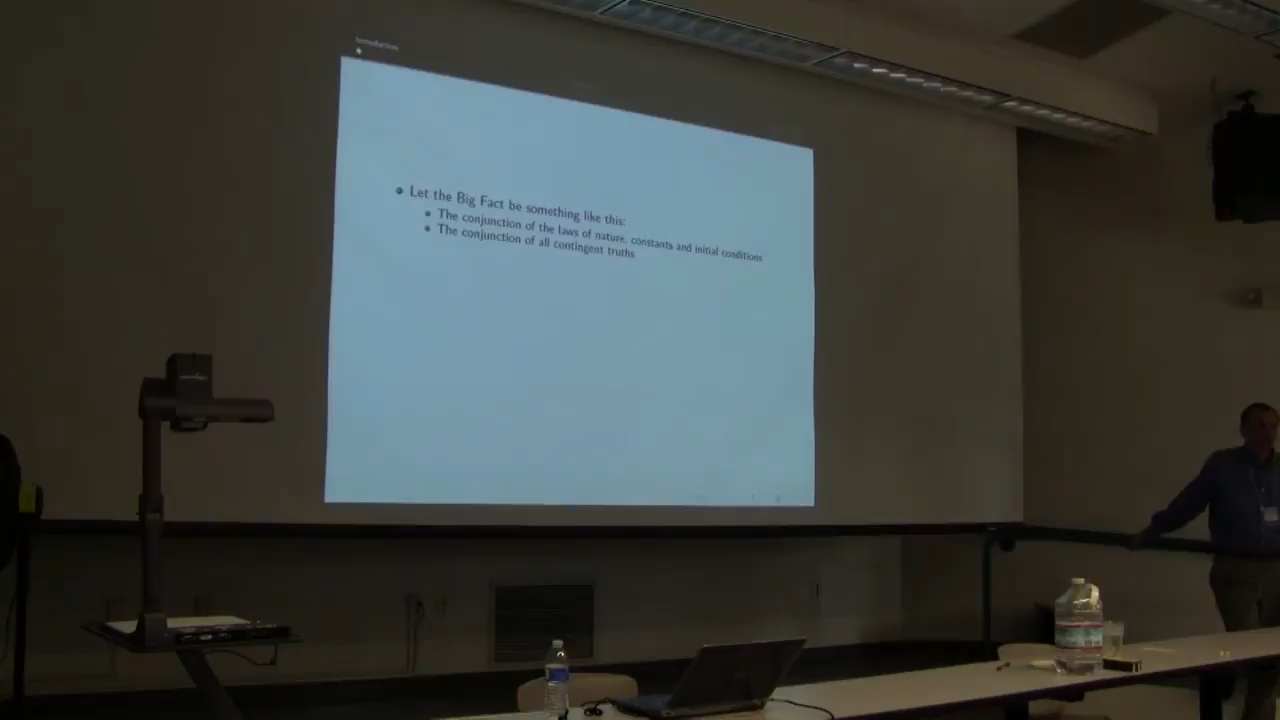 Introduction
Let the Big Fact be something like this:
The conjunction of the laws of nature, constants and initial conditions
The conjunction of all contingent truths